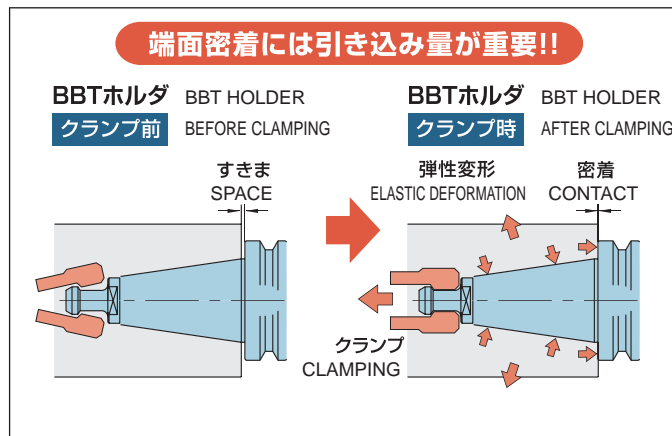 端面密着には引き込み量が重要!!
BBTホルダ BBT HOLDER
クランプ前 BEFORE CLAMPING
すきま
SPACE
BBTホルダ BBT HOLDER
クランプ時 AFTER CLAMPING
弾性変形
ELASTIC DEFORMATION
密着
CONTACT
クランプ
CLAMPING